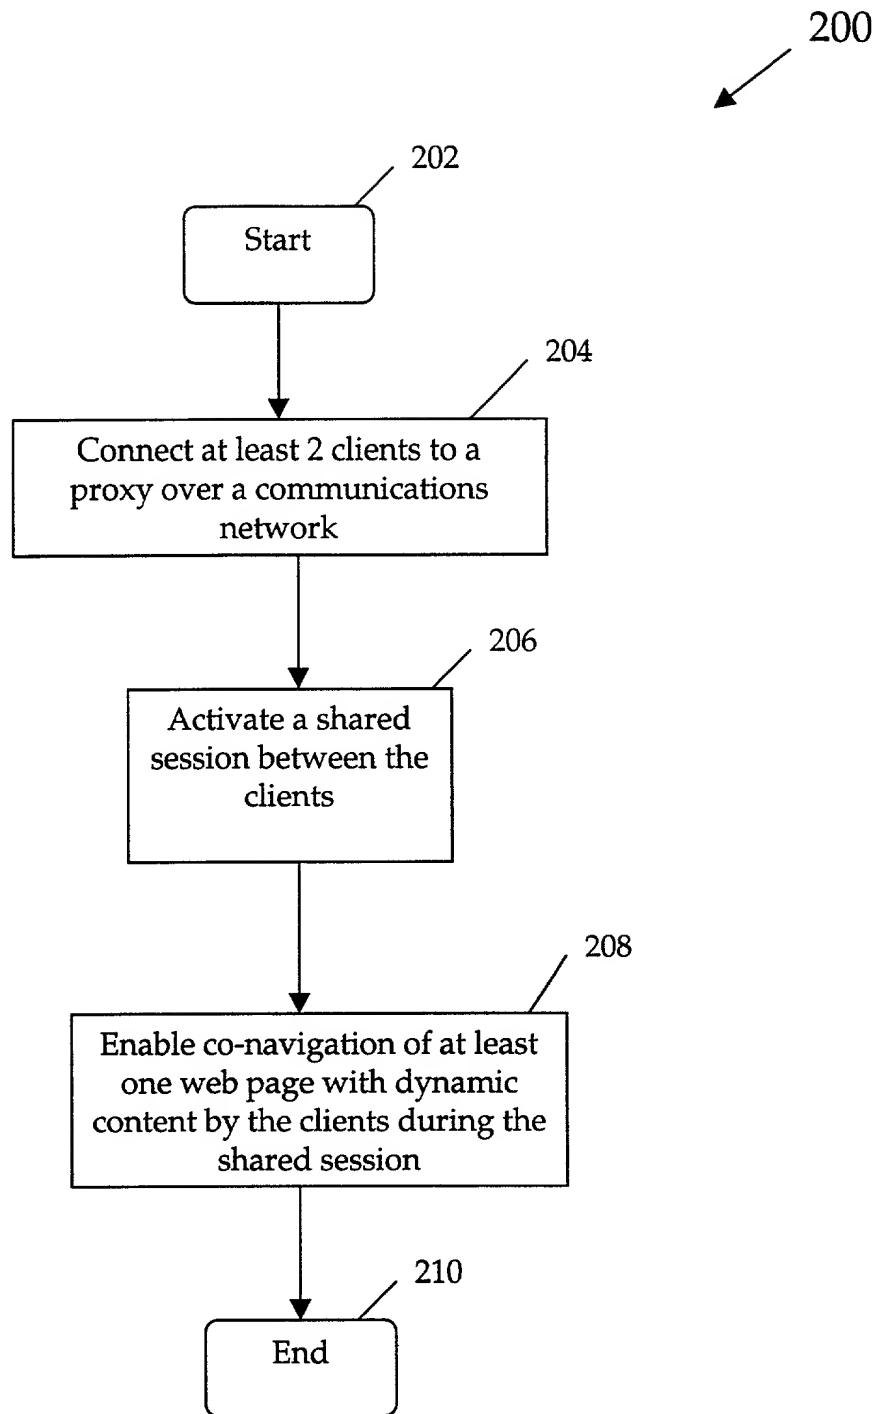 200
202
Start
204
Connect at least 2 clients to a
proxy over a communications
network
206
Activate a shared
session between the
clients
208
Enable co-navigation of at least
one web page with dynamic
content by the clients during the
shared session
210
End